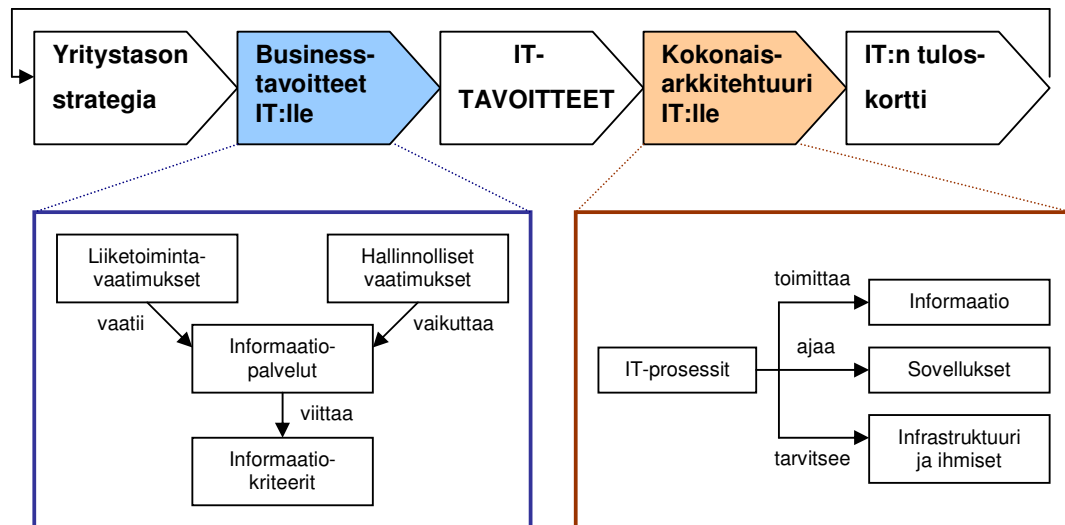 Yritystason
strategia
Business-
tavoitteet
IT:lle
IT-
TAVOITTEET
Kokonais-
arkkitehtuuri
IT:lle
IT:n tulos-
kortti
Liiketoiminta-
vaatimukset
Hallinnolliset
vaatimukset
vaatii
vaikuttaa
Informaatio-
palvelut
viittaa
Informaatio-
kriteerit
IT-prosessit
toimittaa
Informaatio
ajaa
Sovellukset
tarvitsee
Infrastruktuuri
ja ihmiset